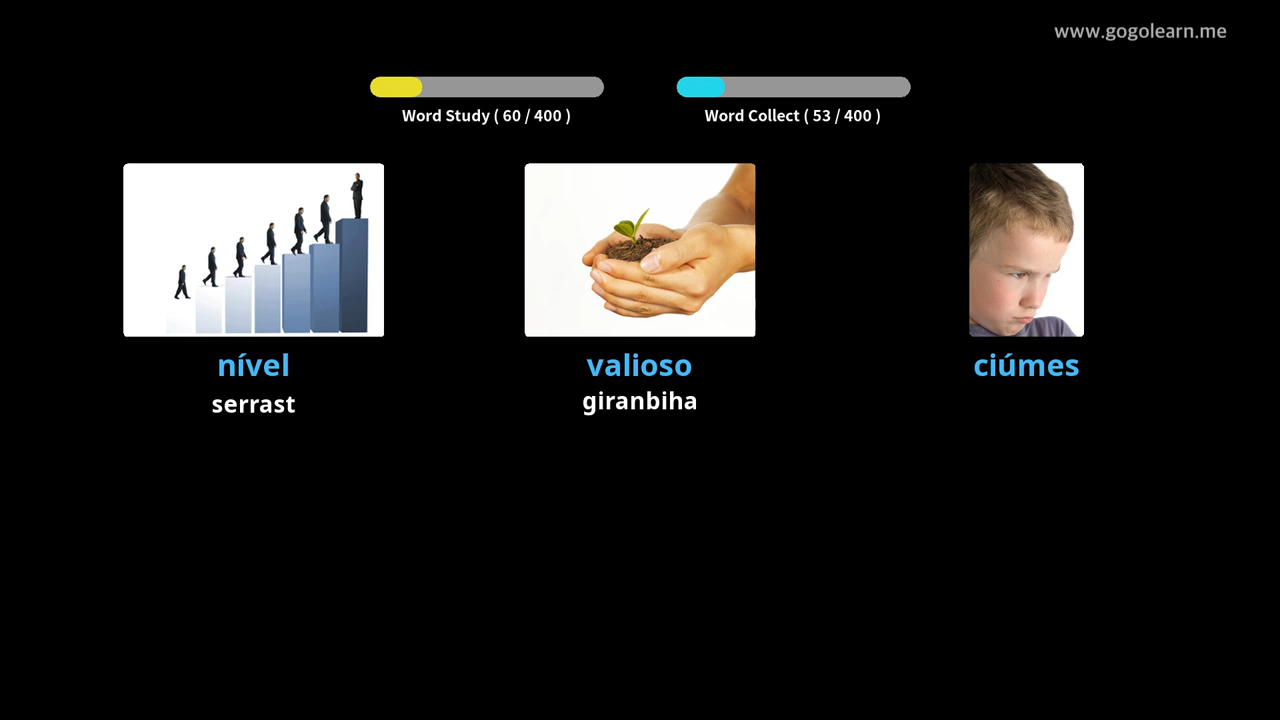 www.gogolearn.me
Word Study ( 60 / 400 )
Word Collect ( 53 / 400 )
nível
serrast
valioso
giranbiha
ciúmes